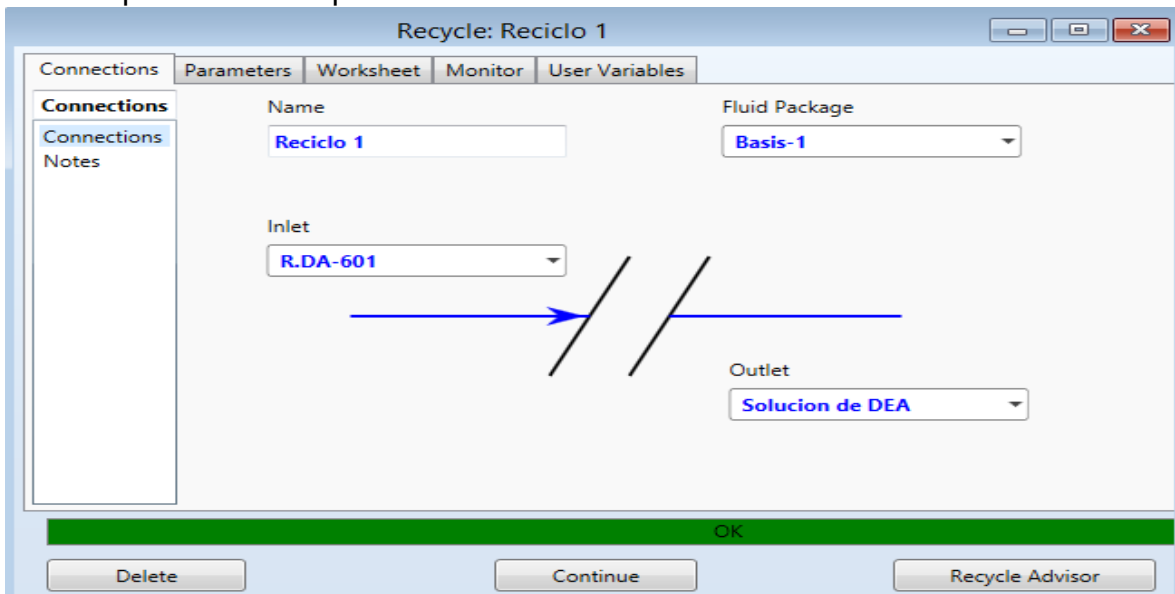 Recycle: Reciclo 1
Connections Parameters Worksheet Monitor User Variables
Connections
Connections
Notes
Name
Reciclo 1
Fluid Package
Basis-1
Inlet
R.DA-601
Outlet
Solucion de DEA
OK
Delete Continue Recycle Advisor